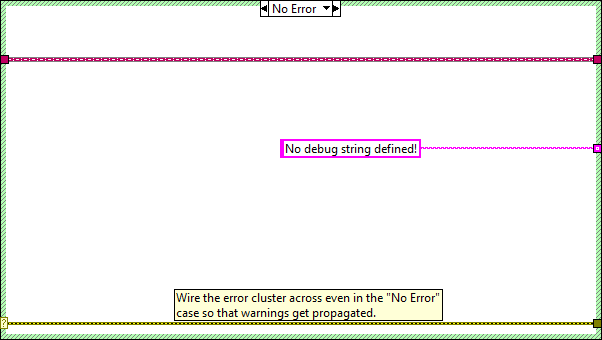 No Error
No debug string defined!
Wire the error cluster across even in the "No Error"
case so that warnings get propagated.
?